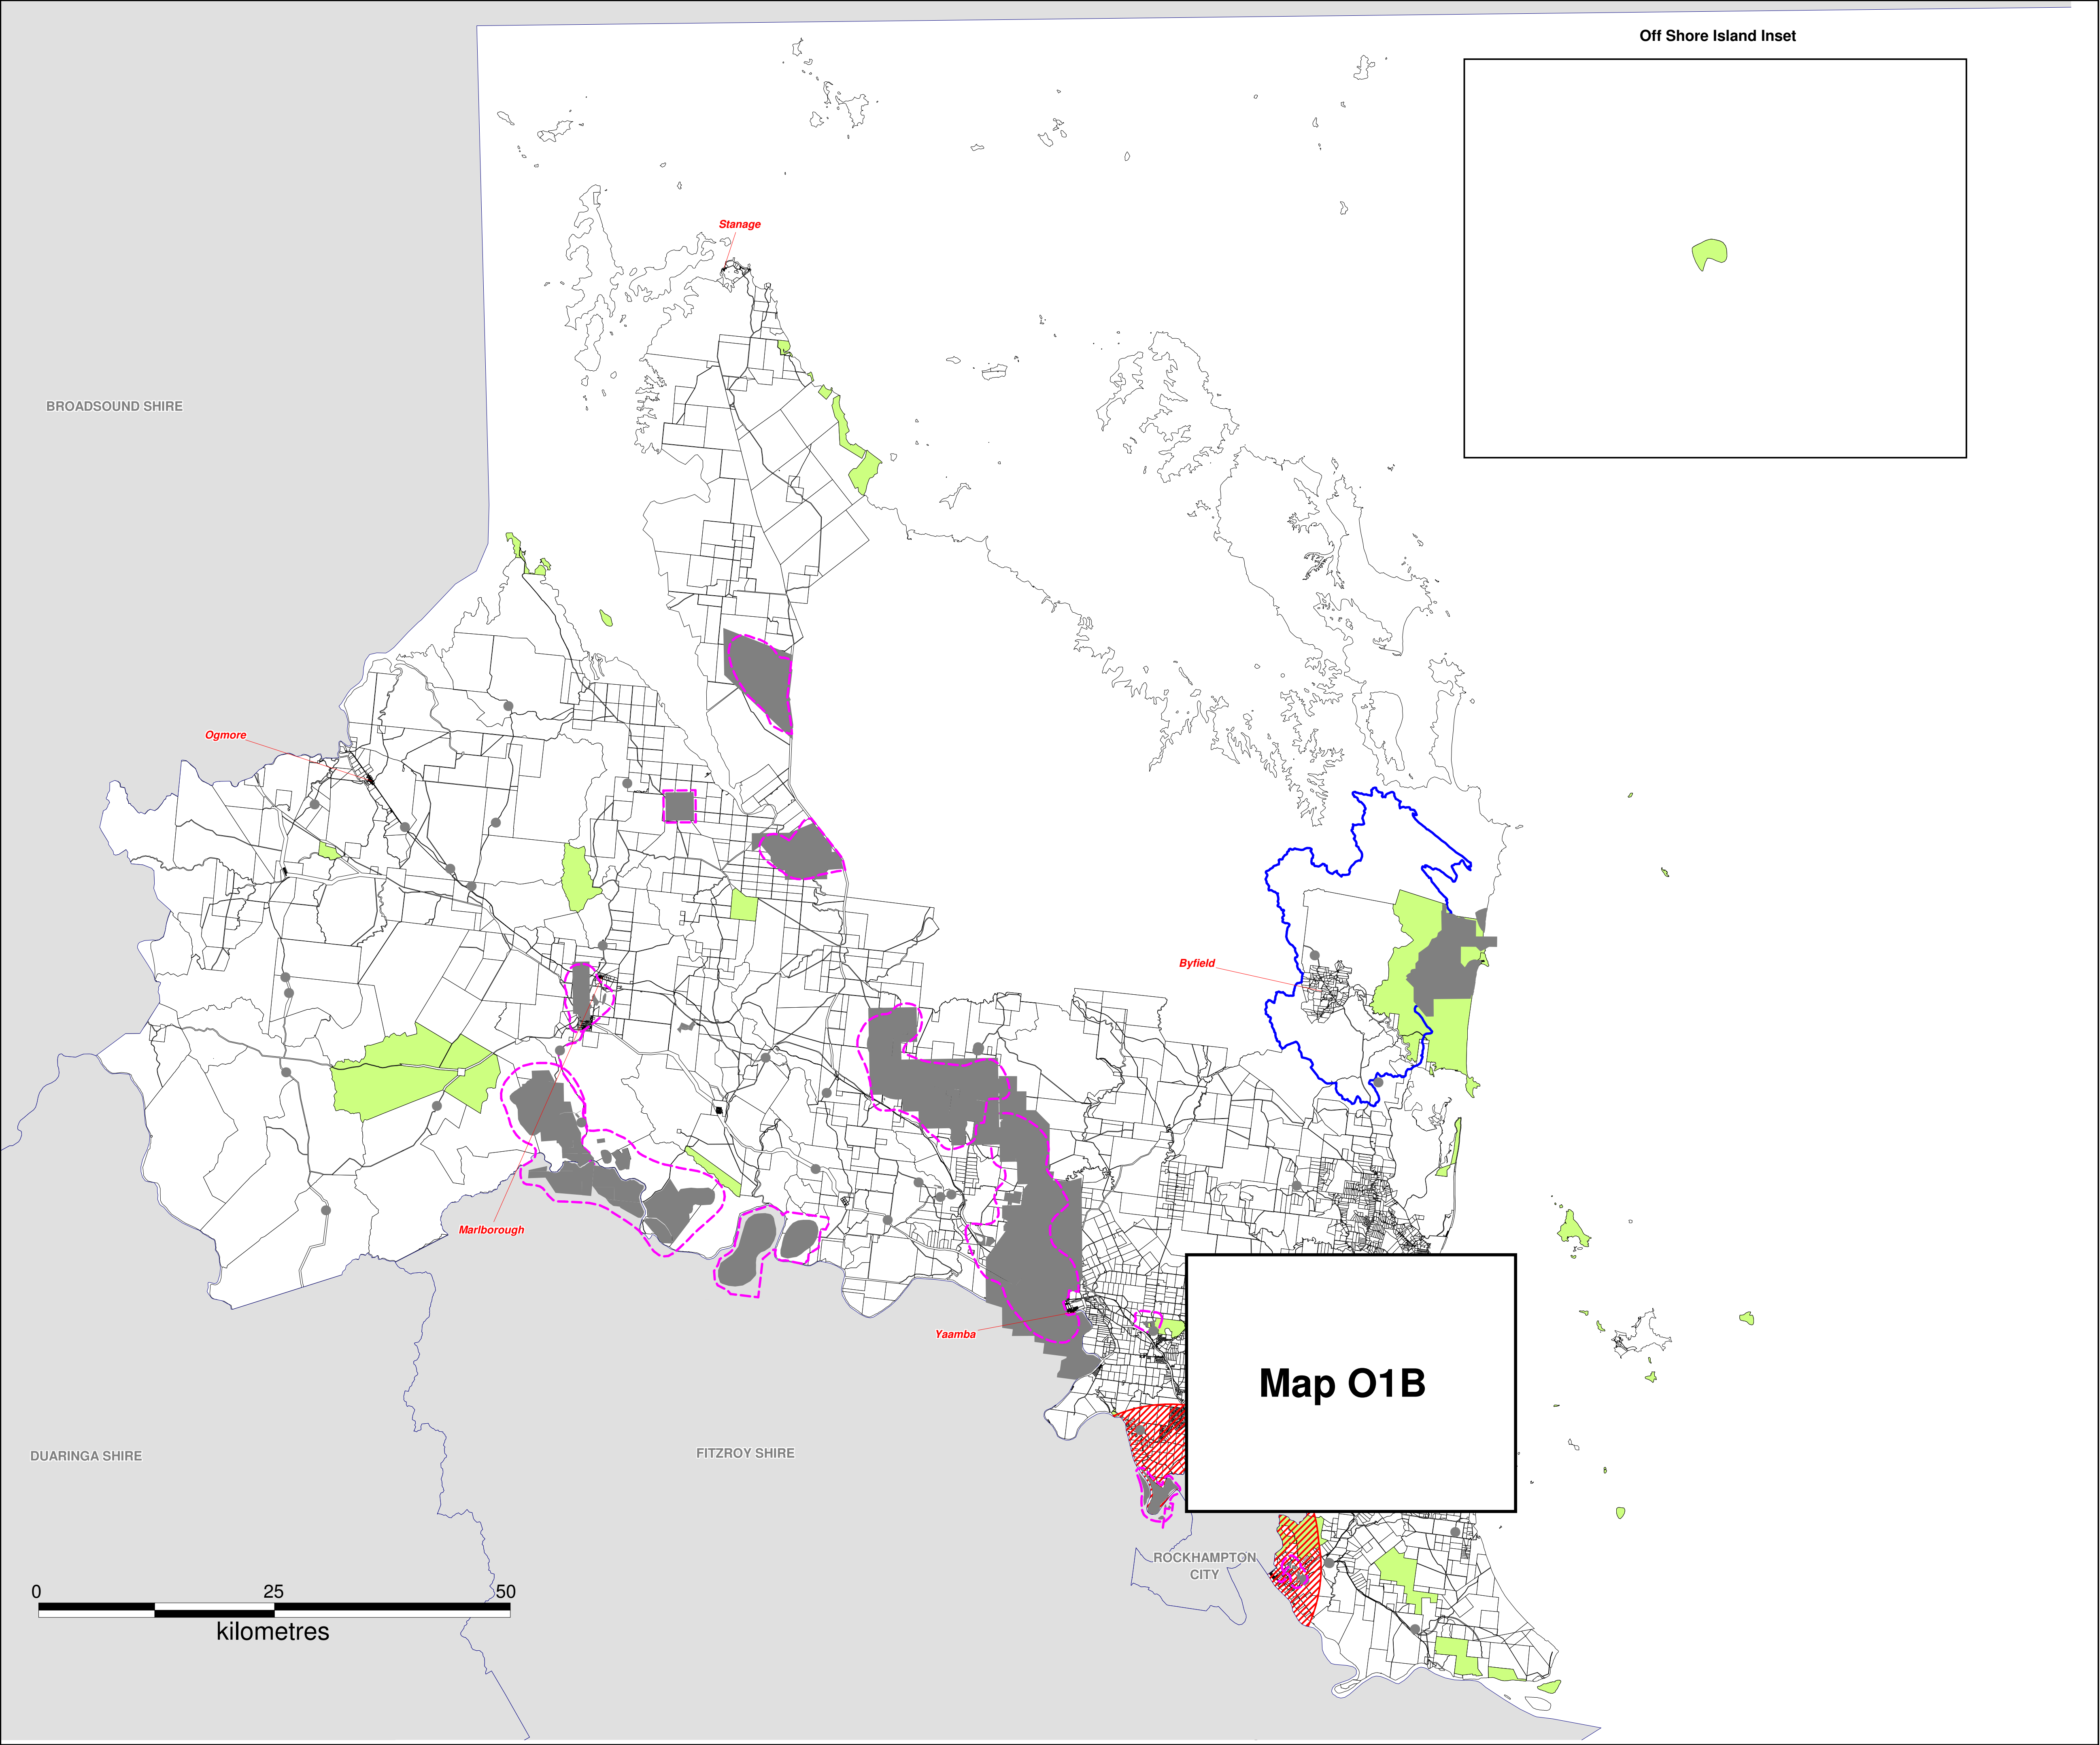 Off Shore Island Inset
Stanage
BROADSOUND SHIRE
Ogmore
Byfield
Marlborough
Yaamba
Map O1B
DUARINGA SHIRE
FITZROY SHIRE
ROCKHAMPTON
CITY
0 25 50
kilometres